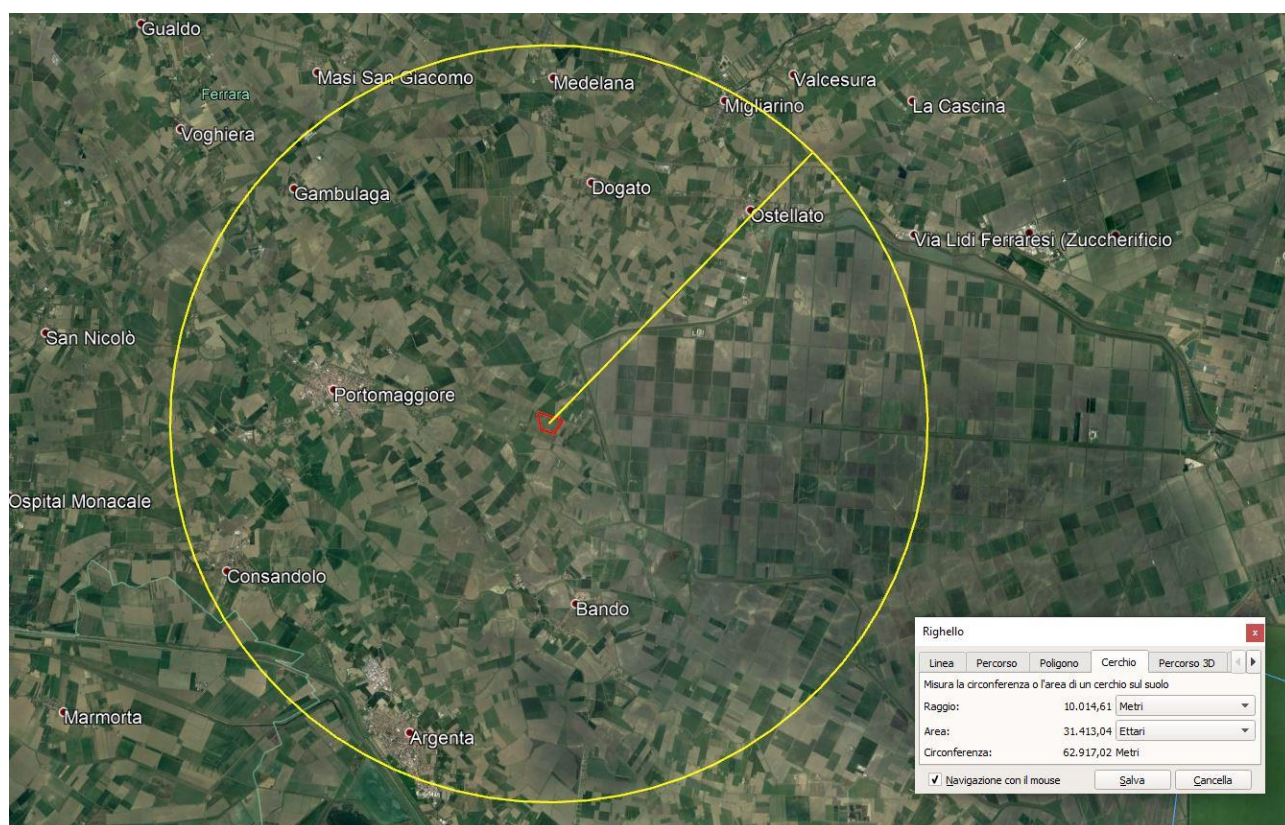 Gualdo
Masi San Giacomo
Medelana
Valcesura
Ferrara
Migliarino
La Cascina
Voghiera
Gambulaga
Dogato
Ostellato
Via Lidi Ferraresi (Zuccherificio
San Nicolò
Portomaggiore
Ospital Monacale
Consandolo
Bando
Marmorta
Argenta
Righello
x
Linea Percorso Poligono Cerchio Percorso 3D
Misura la circonferenza o l'area di un cerchio sul suolo
Raggio: 10.014,61 Metri
Area: 31.413,04 Ettari
Circonferenza: 62.917,02 Metri
Navigazione con il mouse Salva Cancella